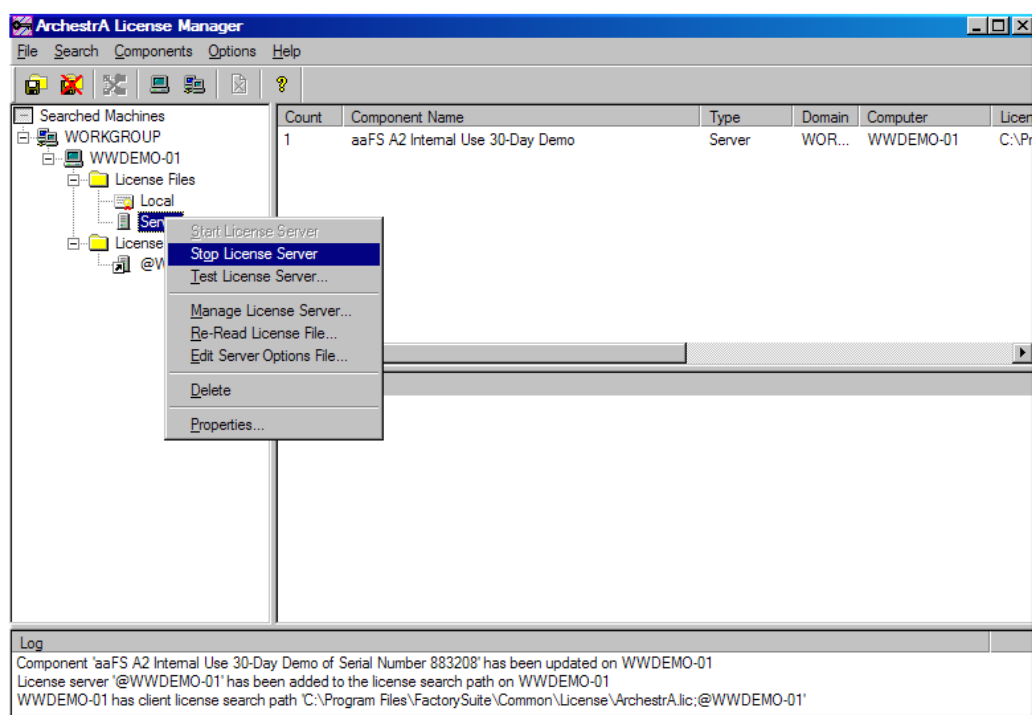 ArchestrA License Manager
File Search Components Options Help
Searched Machines
WORKGROUP
WWDEMO-01
License Files
Local
Server
License
@W
Count Component Name Type Domain Computer Licen
1 aaFS A2 Internal Use 30-Day Demo Server WOR... WWDEMO-01 C:\Pr
Start License Server
Stop License Server
Test License Server...
Manage License Server...
Re-Read License File...
Edit Server Options File...
Delete
Properties...
Log
Component 'aaFS A2 Internal Use 30-Day Demo of Serial Number 883208' has been updated on WWDEMO-01
License server '@WWDEMO-01' has been added to the license search path on WWDEMO-01
WWDEMO-01 has client license search path 'C:\Program Files\FactorySuite\Common\License\ArchestrA.lic;@WWDEMO-01'